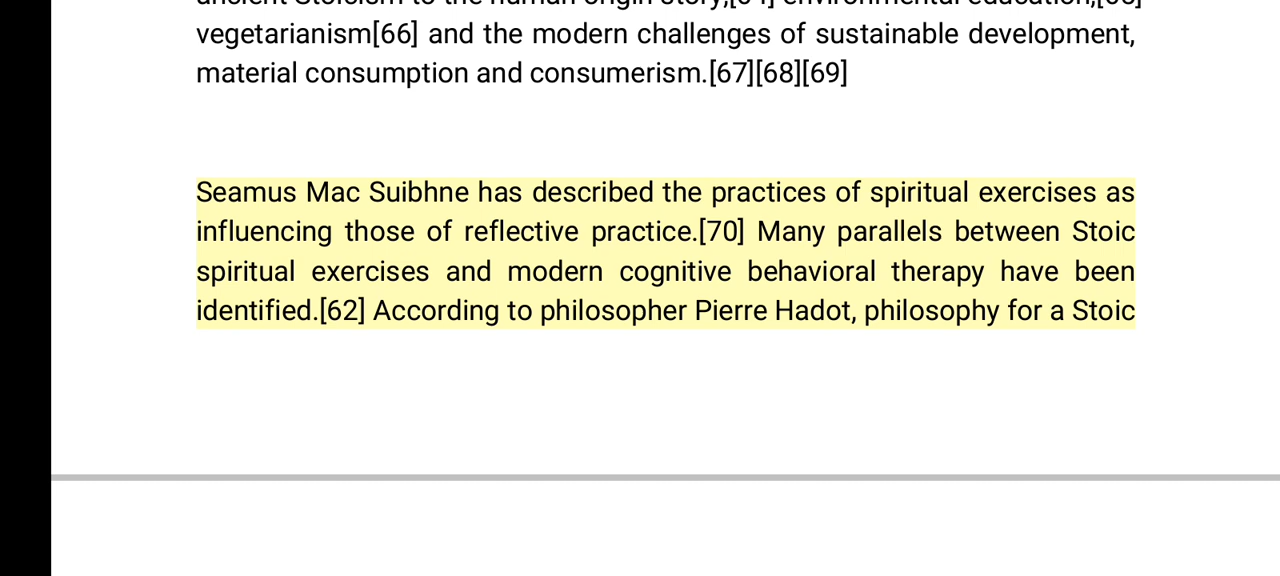 vegetarianism[66] and the modern challenges of sustainable development,
material consumption and consumerism.[67][68][69]
Seamus Mac Suibhne has described the practices of spiritual exercises as
influencing those of reflective practice.[70] Many parallels between Stoic
spiritual exercises and modern cognitive behavioral therapy have been
identified.[62] According to philosopher Pierre Hadot, philosophy for a Stoic